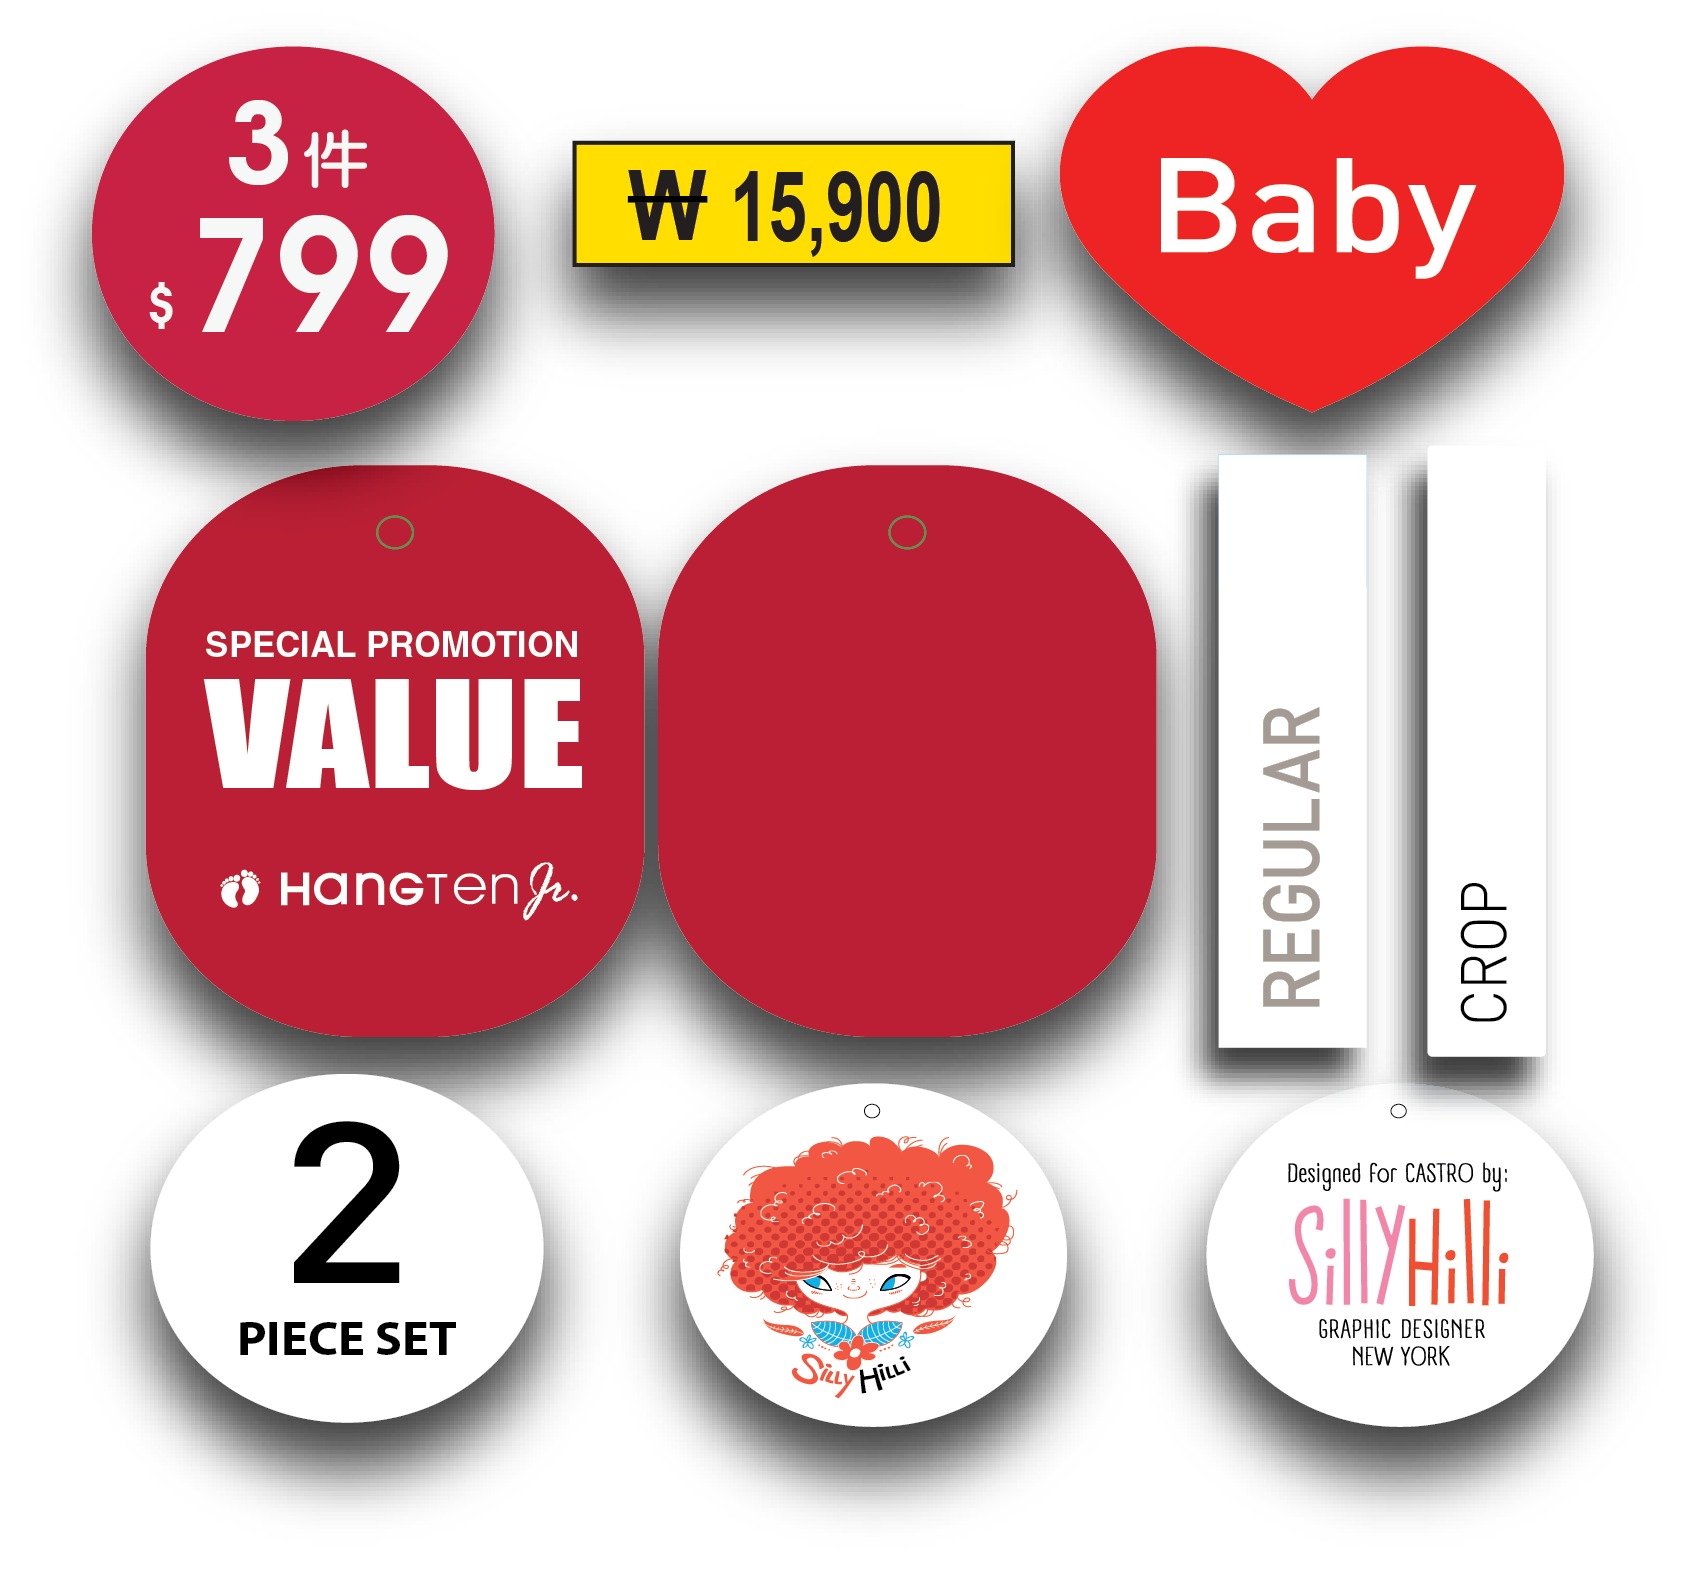 3件
$799
₩ 15,900
Baby
SPECIAL PROMOTION
VALUE
HANGTEN Jr.
REGULAR
CROP
2
PIECE SET
SILLY HILLI
Designed for CASTRO by:
SillyHilli
GRAPHIC DESIGNER
NEW YORK